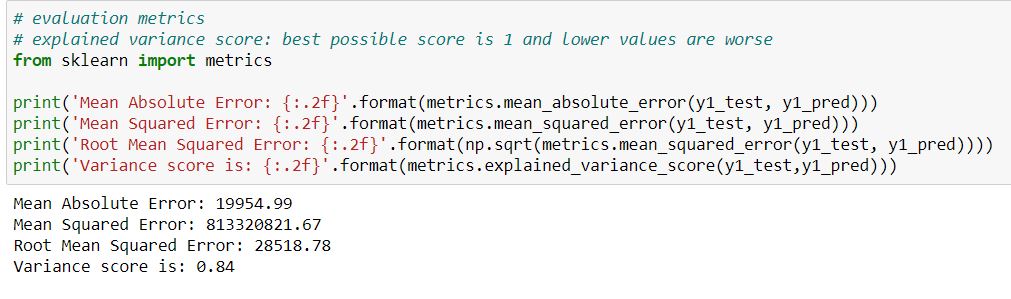 # evaluation metrics
# explained variance score: best possible score is 1 and lower values are worse
from sklearn import metrics
print('Mean Absolute Error: {:.2f}'.format(metrics.mean_absolute_error(y1_test, y1_pred)))
print('Mean Squared Error: {:.2f}'.format(metrics.mean_squared_error(y1_test, y1_pred)))
print('Root Mean Squared Error: {:.2f}'.format(np.sqrt(metrics.mean_squared_error(y1_test, y1_pred))))
print('Variance score is: {:.2f}'.format(metrics.explained_variance_score(y1_test,y1_pred)))
Mean Absolute Error: 19954.99
Mean Squared Error: 813320821.67
Root Mean Squared Error: 28518.78
Variance score is: 0.84